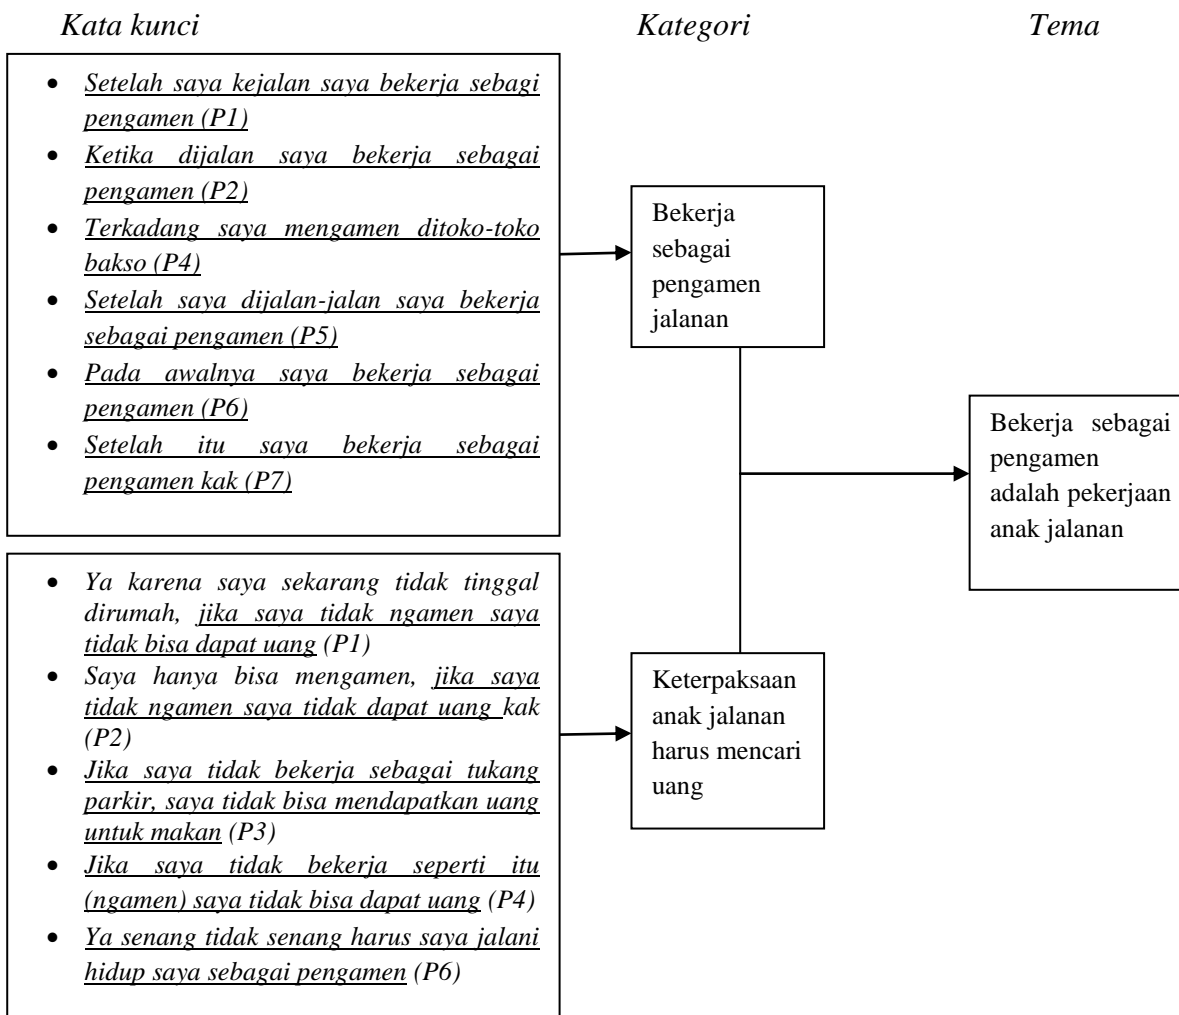 Kata kunci
Kategori
Tema
• Setelah saya kejalan saya bekerja sebagi
pengamen (P1)
• Ketika dijalan saya bekerja sebagai
pengamen (P2)
• Terkadang saya mengamen ditoko-toko
bakso (P4)
• Setelah saya dijalan-jalan saya bekerja
sebagai pengamen (P5)
• Pada awalnya saya bekerja sebagai
pengamen (P6)
• Setelah itu saya bekerja sebagai
pengamen kak (P7)
Bekerja
sebagai
pengamen
jalanan
• Ya karena saya sekarang tidak tinggal
dirumah, jika saya tidak ngamen saya
tidak bisa dapat uang (P1)
• Saya hanya bisa mengamen, jika saya
tidak ngamen saya tidak dapat uang kak
(P2)
• Jika saya tidak bekerja sebagai tukang
parkir, saya tidak bisa mendapatkan uang
untuk makan (P3)
• Jika saya tidak bekerja seperti itu
(ngamen) saya tidak bisa dapat uang (P4)
• Ya senang tidak senang harus saya jalani
hidup saya sebagai pengamen (P6)
Keterpaksaan
anak jalanan
harus mencari
uang
Bekerja sebagai
pengamen
adalah pekerjaan
anak jalanan